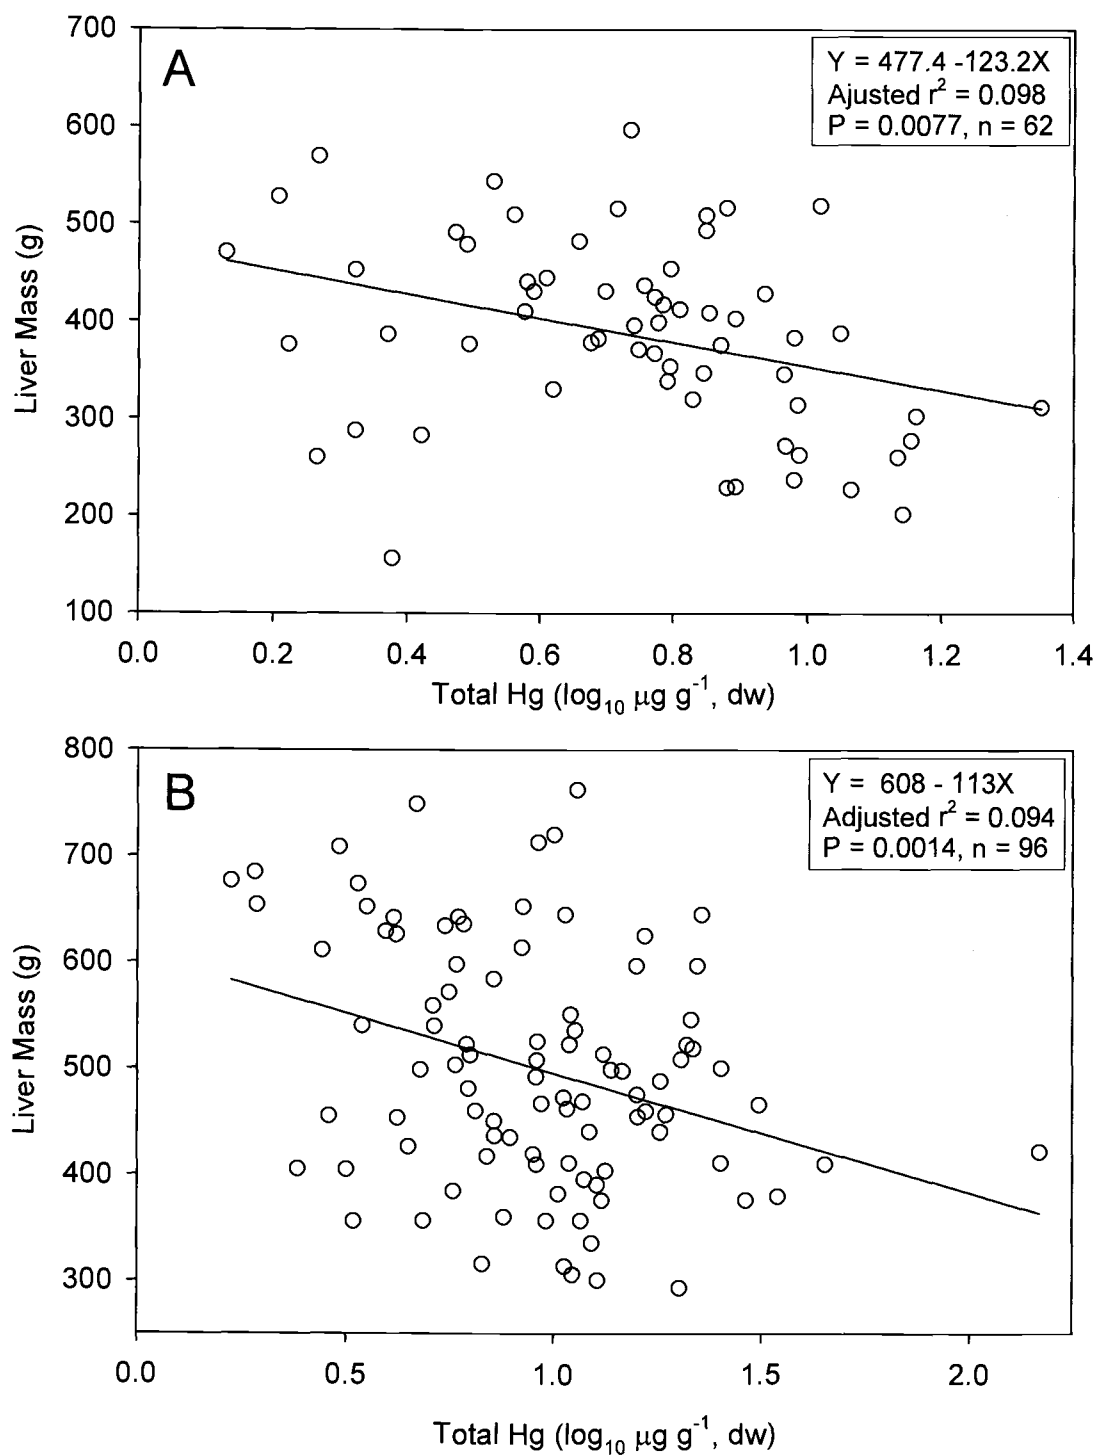 A
Y = 477.4 -123.2X
Ajusted r² = 0.098
P = 0.0077, n = 62
700
600
500
400
300
200
100
Liver Mass (g)
0.0 0.2 0.4 0.6 0.8 1.0 1.2 1.4
Total Hg (log₁₀ μg g⁻¹, dw)
B
Y = 608 - 113X
Adjusted r² = 0.094
P = 0.0014, n = 96
800
700
600
500
400
300
Liver Mass (g)
0.0 0.5 1.0 1.5 2.0
Total Hg (log₁₀ μg g⁻¹, dw)